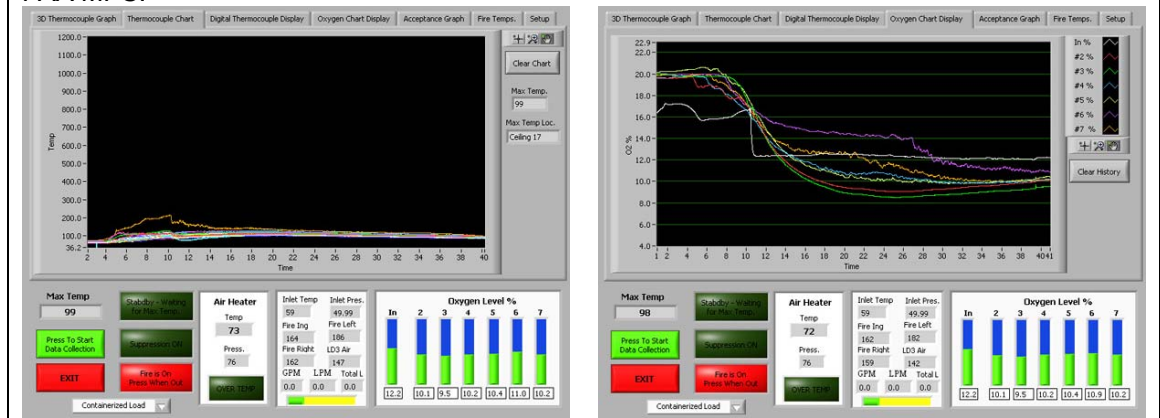 3D Thermocouple Graph Thermocouple Chart Digital Thermocouple Display Oxygen Chart Display Acceptance Graph Fire Temps. Setup
1200.0
1100.0
1000.0
900.0
800.0
700.0
600.0
500.0
400.0
300.0
200.0
100.0
36.2
Temp
2 4 6 8 10 12 14 16 18 20 22 24 26 28 30 32 34 36 38 40
Time
Clear Chart
Max Temp.
99
Max Temp Loc.
Ceiling 17
Max Temp
99
Press To Start
Data Collection
EXIT
Stabdby - Waiting
for Max Temp.
Suppression ON
Fire is On
Press When Out
Containerized Load
Air Heater
Temp
73
Press.
76
OVER TEMP
Inlet Temp Inlet Pres.
59 49.99
Fire Ing Fire Left
164 186
Fire Right LD3 Air
162 147
GPM LPM Total L
0.0 0.0 0.0
Oxygen Level %
In 2 3 4 5 6 7
12.2 10.1 9.5 10.2 10.4 11.0 10.2
3D Thermocouple Graph Thermocouple Chart Digital Thermocouple Display Oxygen Chart Display Acceptance Graph Fire Temps. Setup
22.9
22.0
20.0
18.0
16.0
14.0
12.0
10.0
8.0
6.0
4.0
O2 %
1 2 4 6 8 10 12 14 16 18 20 22 24 26 28 30 32 34 36 38 40 41
Time
In %
#2 %
#3 %
#4 %
#5 %
#6 %
#7 %
Clear History
Max Temp
98
Press To Start
Data Collection
EXIT
Stabdby - Waiting
for Max Temp.
Suppression ON
Fire is On
Press When Out
Containerized Load
Air Heater
Temp
72
Press.
76
OVER TEMP
Inlet Temp Inlet Pres.
59 49.99
Fire Ing Fire Left
162 182
Fire Right LD3 Air
159 142
GPM LPM Total L
0.0 0.0 0.0
Oxygen Level %
In 2 3 4 5 6 7
12.2 10.1 9.5 10.2 10.4 10.9 10.2